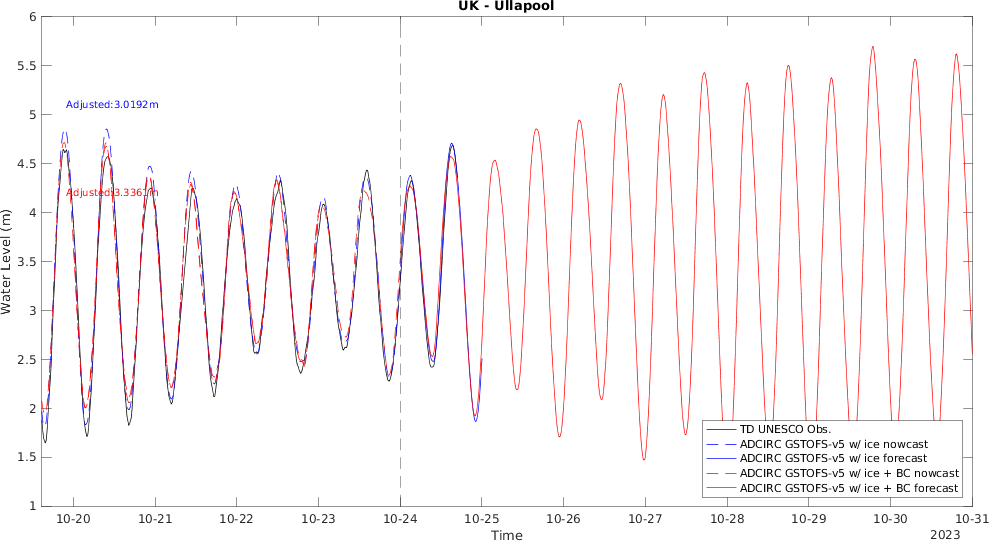 UK - Ullapool
6
5.5
5
4.5
4
3.5
3
2.5
2
1.5
1
Water Level (m)
Adjusted:3.0192m
Adjusted:3.3361m
TD UNESCO Obs.
ADCIRC GSTOFS-v5 w/ ice nowcast
ADCIRC GSTOFS-v5 w/ ice forecast
ADCIRC GSTOFS-v5 w/ ice + BC nowcast
ADCIRC GSTOFS-v5 w/ ice + BC forecast
10-20 10-21 10-22 10-23 10-24 10-25 10-26 10-27 10-28 10-29 10-30 10-31
Time
2023